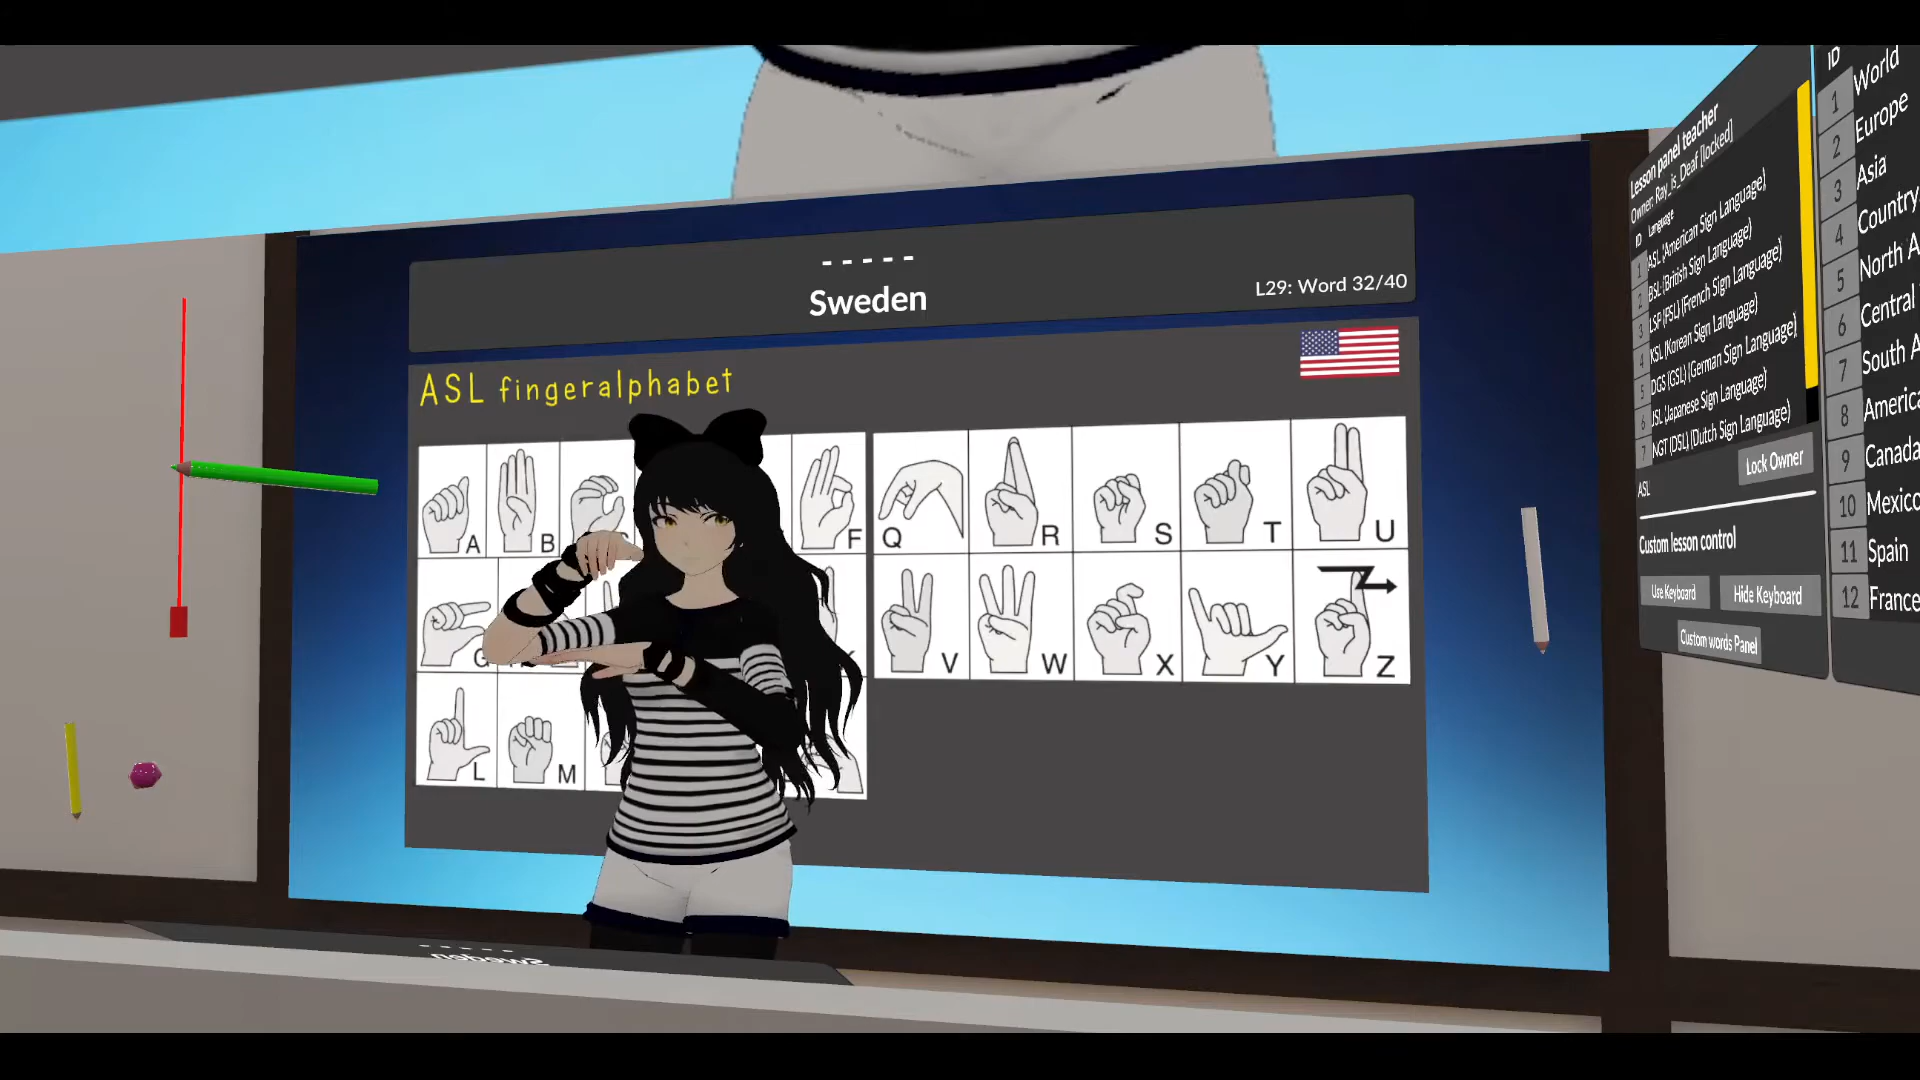 - - - - -
Sweden
L29: Word 32/40
ASL fingeralphabet
A
B
F
Q
R
S
T
U
V
W
X
Y
Z
L
M
Lesson panel teacher
Owner: Ray_is_Deaf [locked]
ID Language
1 ASL (American Sign Language)
2 BSL (British Sign Language)
3 LSF (FSL) (French Sign Language)
4 KSL (Korean Sign Language)
5 DGS (GSL) (German Sign Language)
6 JSL (Japanese Sign Language)
7 NGT (DSL) (Dutch Sign Language)
Lock Owner
ASL
Custom lesson control
Use Keyboard
Hide Keyboard
Custom words Panel
ID
1 World
2 Europe
3 Asia
4 Country
5 North A
6 Central
7 South A
8 America
9 Canada
10 Mexico
11 Spain
12 France
- - - - -
Sweden